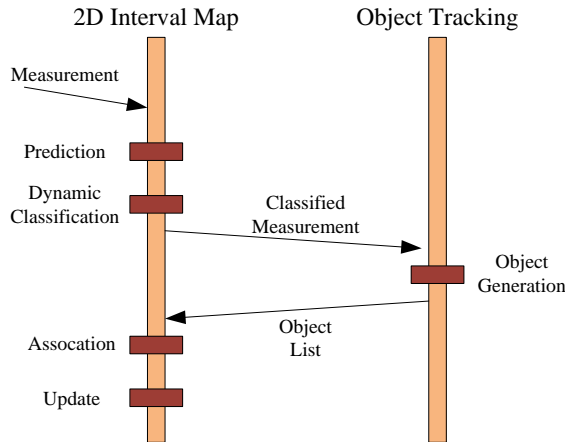 2D Interval Map
Object Tracking
Measurement
Prediction
Dynamic
Classification
Classified
Measurement
Object
Generation
Object
List
Assocation
Update